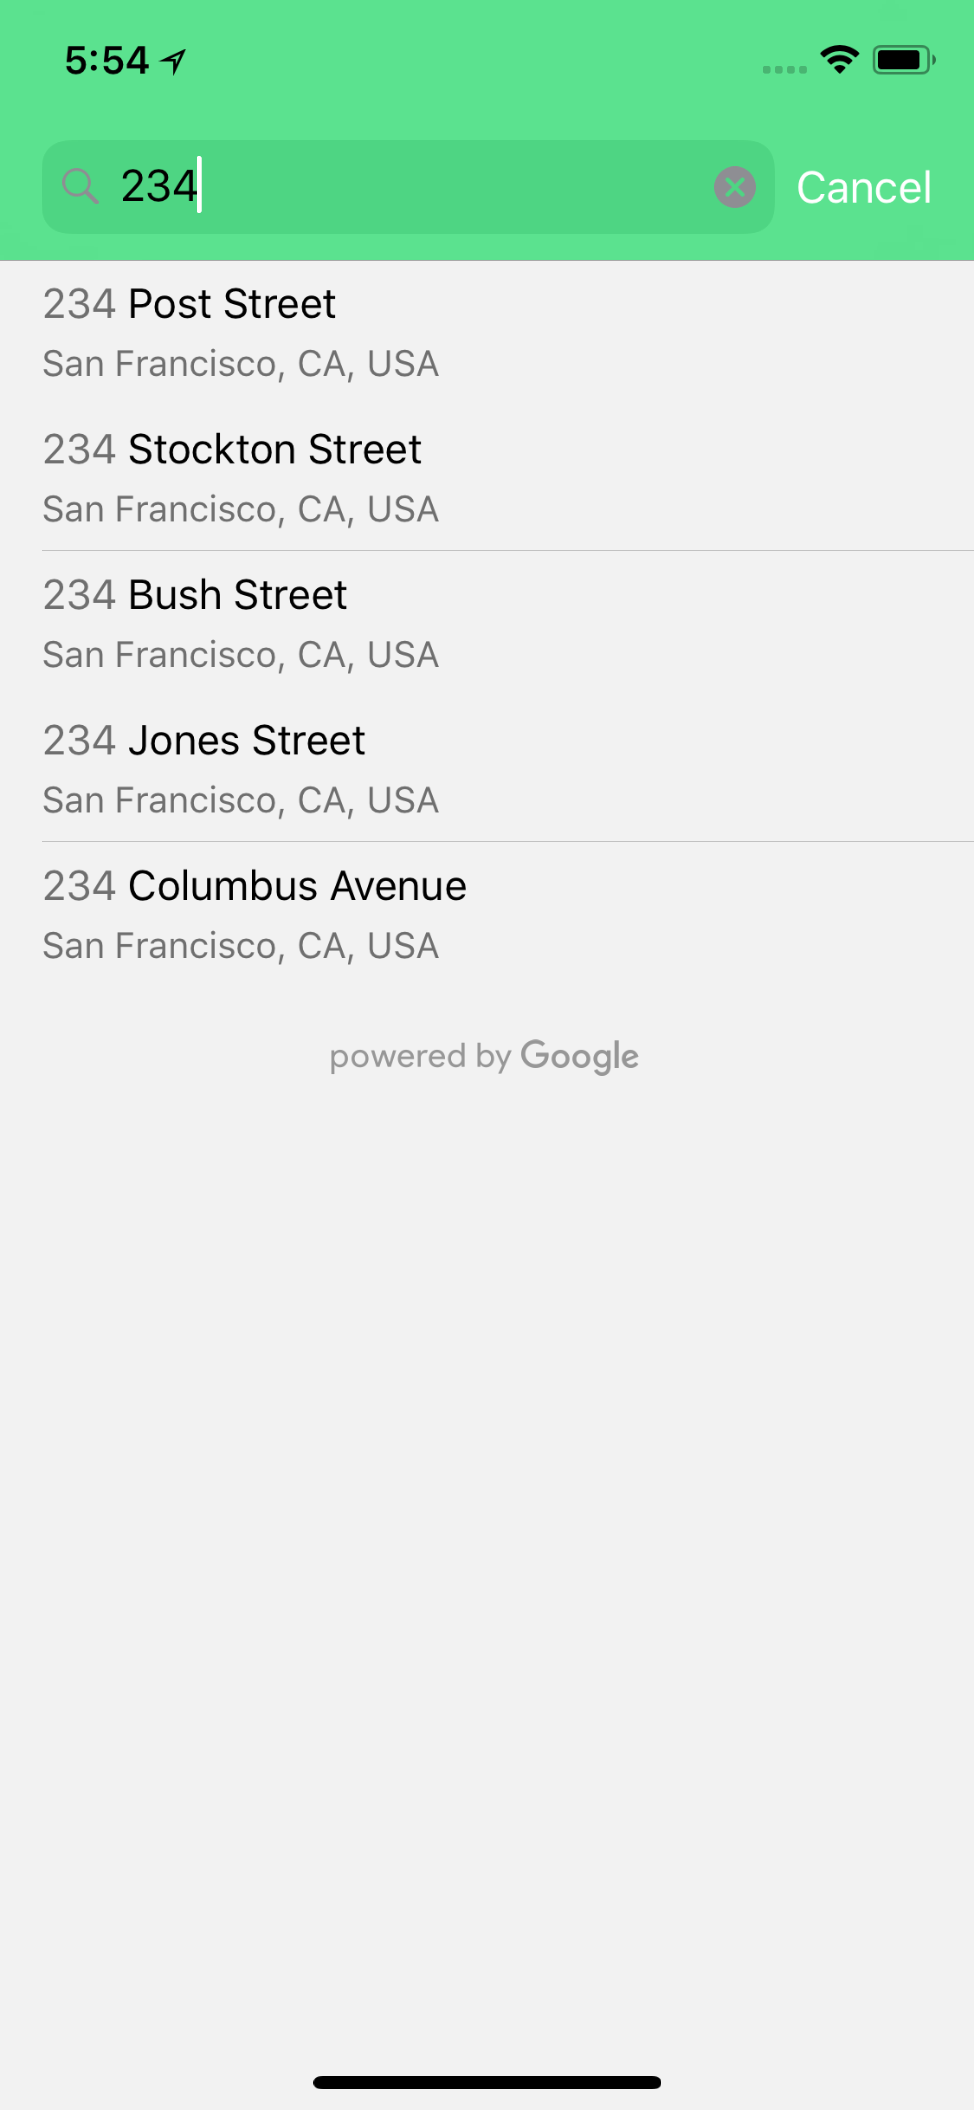 5:54
234
Cancel
234 Post Street
San Francisco, CA, USA
234 Stockton Street
San Francisco, CA, USA
234 Bush Street
San Francisco, CA, USA
234 Jones Street
San Francisco, CA, USA
234 Columbus Avenue
San Francisco, CA, USA
powered by Google